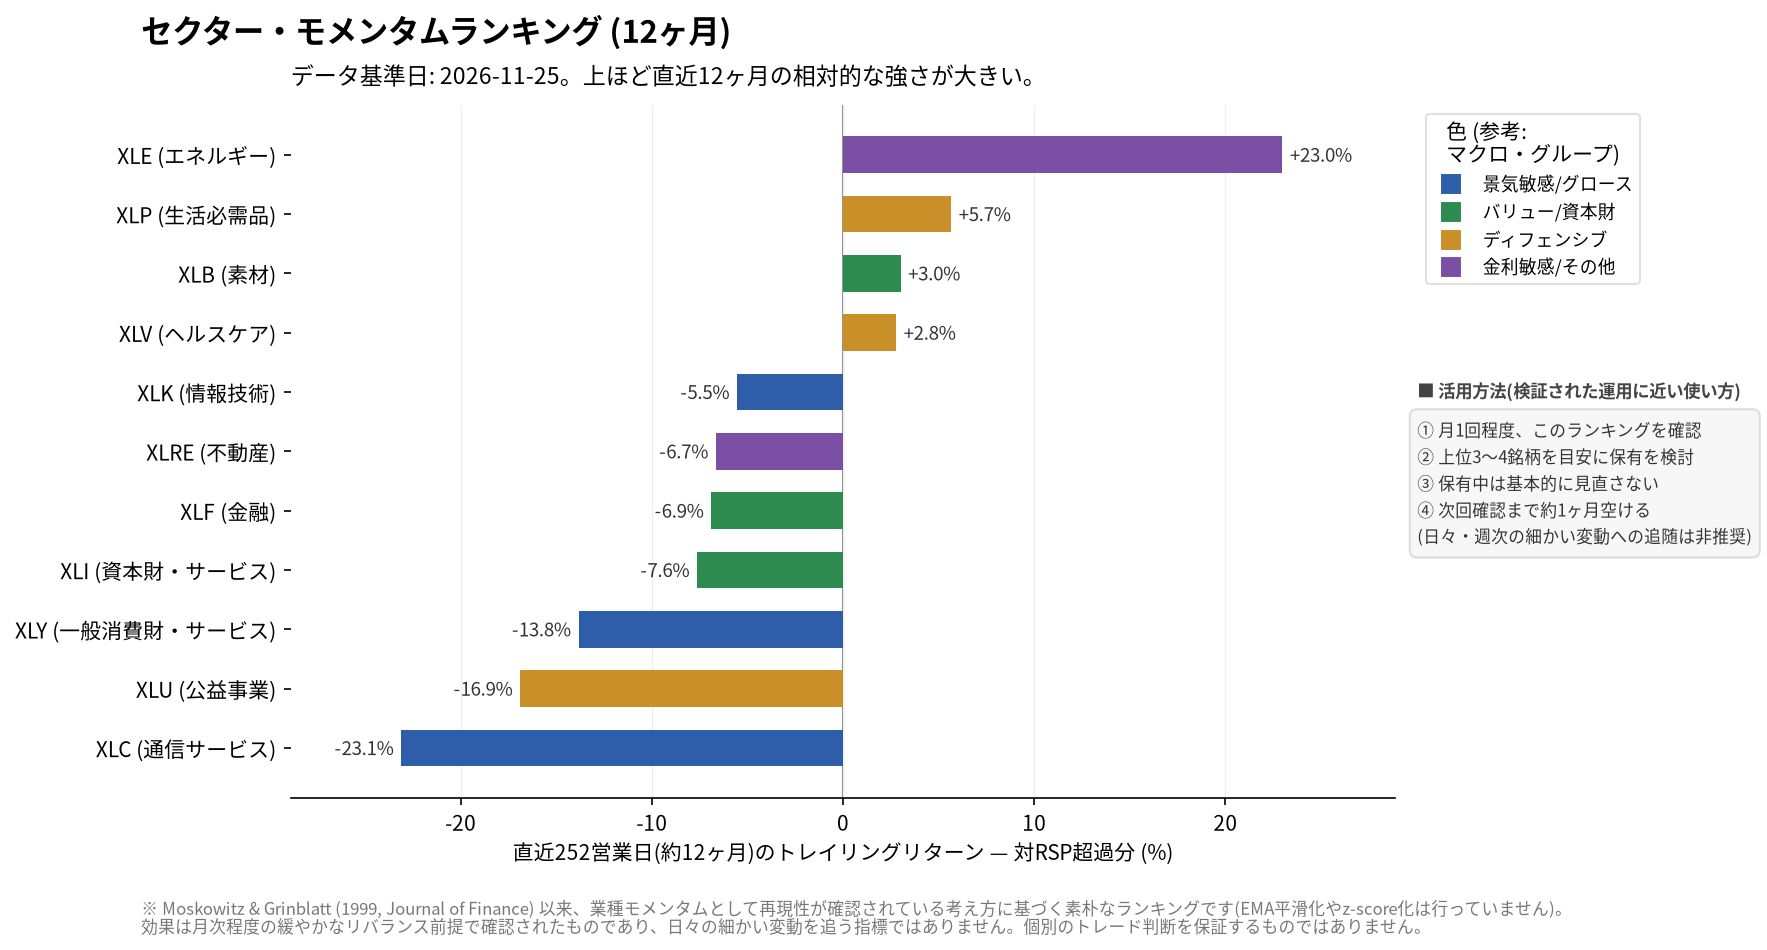 セクター・モメンタムランキング (12ヶ月)
データ基準日: 2026-11-25。上ほど直近12ヶ月の相対的な強さが大きい。
XLE (エネルギー)
+23.0%
XLP (生活必需品)
+5.7%
XLB (素材)
+3.0%
XLV (ヘルスケア)
+2.8%
XLK (情報技術)
-5.5%
XLRE (不動産)
-6.7%
XLF (金融)
-6.9%
XLI (資本財・サービス)
-7.6%
XLY (一般消費財・サービス)
-13.8%
XLU (公益事業)
-16.9%
XLC (通信サービス)
-23.1%
-20
-10
0
10
20
直近252営業日(約12ヶ月)のトレイリングリターン — 対RSP超過分 (%)
色 (参考:
マクロ・グループ)
景気敏感/グロース
バリュー/資本財
ディフェンシブ
金利敏感/その他
■ 活用方法(検証された運用に近い使い方)
① 月1回程度、このランキングを確認
② 上位3〜4銘柄を目安に保有を検討
③ 保有中は基本的に見直さない
④ 次回確認まで約1ヶ月空ける
(日々・週次の細かい変動への追随は非推奨)
※ Moskowitz & Grinblatt (1999, Journal of Finance) 以来、業種モメンタムとして再現性が確認されている考え方に基づく素朴なランキングです(EMA平滑化やz-score化は行っていません)。
効果は月次程度の緩やかなリバランス前提で確認されたものであり、日々の細かい変動を追う指標ではありません。個別のトレード判断を保証するものではありません。